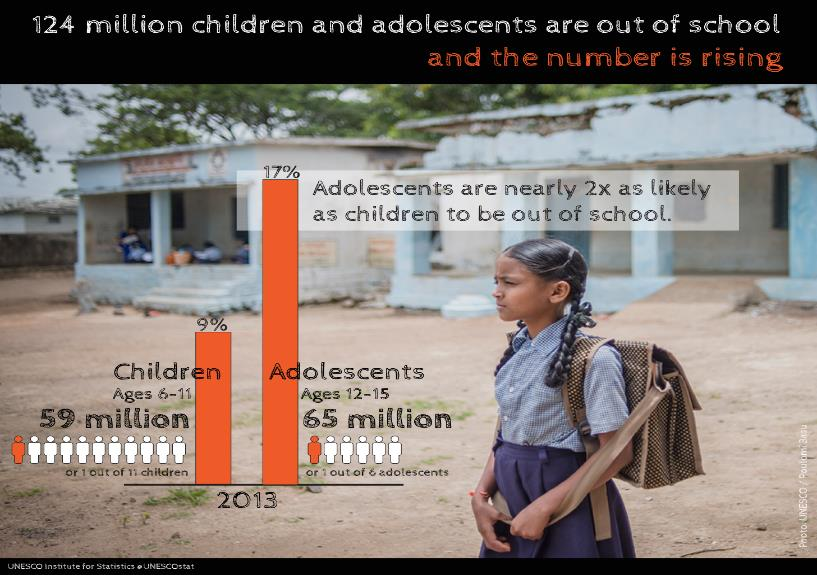 124 million children and adolescents are out of school
and the number is rising
17%
Adolescents are nearly 2x as likely
as children to be out of school.
9%
Children
Ages 6-11
59 million
or 1 out of 11 children
Adolescents
Ages 12-15
65 million
or 1 out of 6 adolescents
2013
Photo: UNESCO / Poulomi Basu
UNESCO Institute for Statistics @UNESCOstat